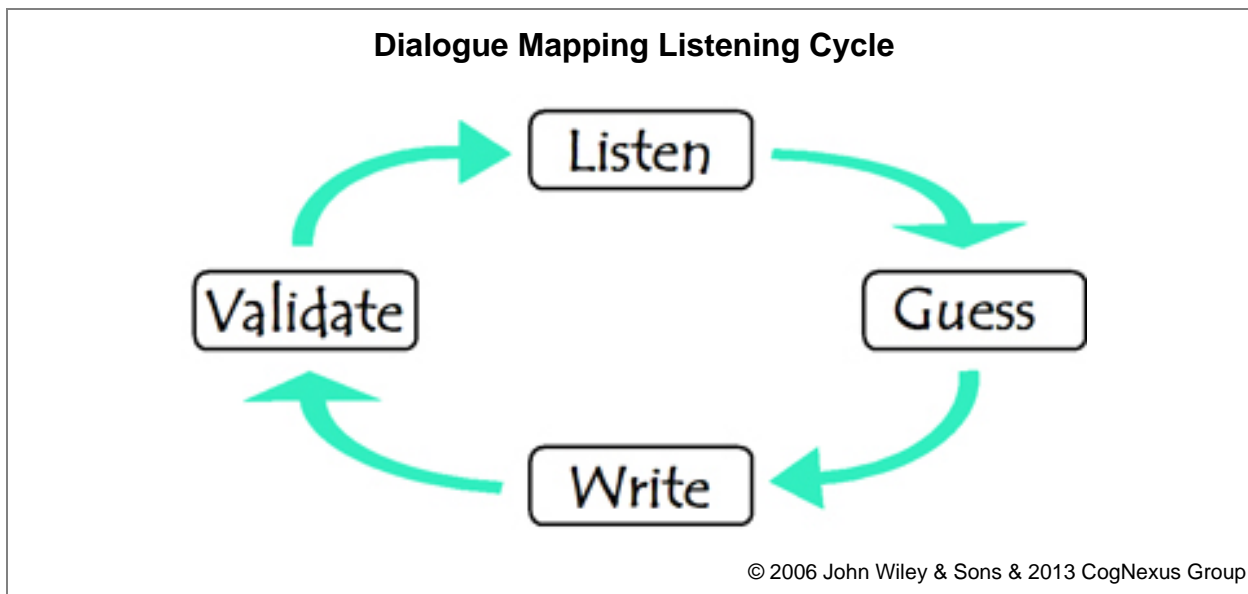 Dialogue Mapping Listening Cycle
Listen
Validate
Guess
Write
© 2006 John Wiley & Sons & 2013 CogNexus Group